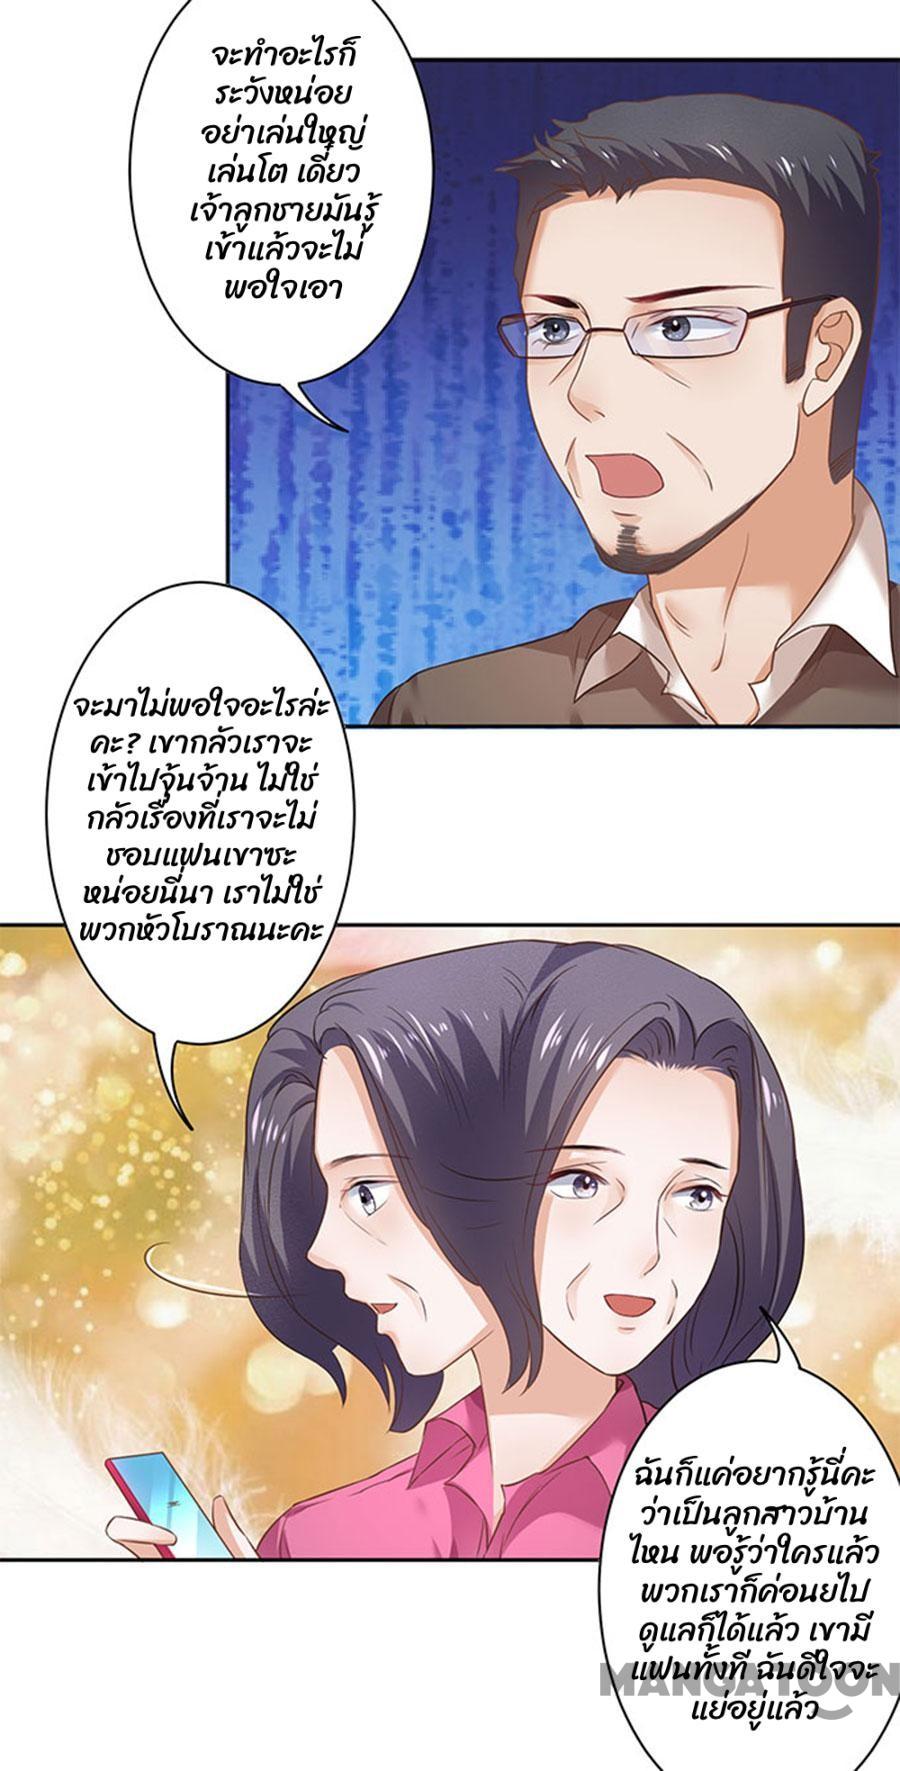 จะทำอะไรก็
ระวังหน่อย
อย่าเล่นใหญ่
เล่นโต เดี๋ยว
เจ้าลูกชายมันรู้
เข้าแล้วจะไม่
พอใจเอา
จะมาไม่พอใจอะไรล่ะ
คะ? เขากลัวเราจะ
เข้าไปจุ้นจ้าน ไม่ใช่
กลัวเรื่องที่เราจะไม่
ชอบแฟนเขาซะ
หน่อยนี่นา เราไม่ใช่
พวกหัวโบราณนะคะ
ฉันก็แค่อยากรู้นี่คะ
ว่าเป็นลูกสาวบ้าน
ไหน พอรู้ว่าใครแล้ว
พวกเราก็ค่อนยไป
ดูแลก็ได้แล้ว เขามี
แฟนทั้งที ฉันดีใจจะ
แย่อยู่แล้ว
MANGATOON